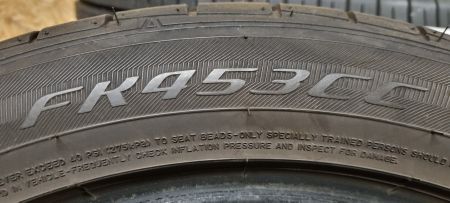 FK453CC
EXCEED 40 PSI (275kPa) TO SEAT BEADS-ONLY SPECIALLY TRAINED PERSONS SHOULD
VEHICLE-FREQUENTLY CHECK INFLATION PRESSURE AND INSPECT FOR DAMAGE.